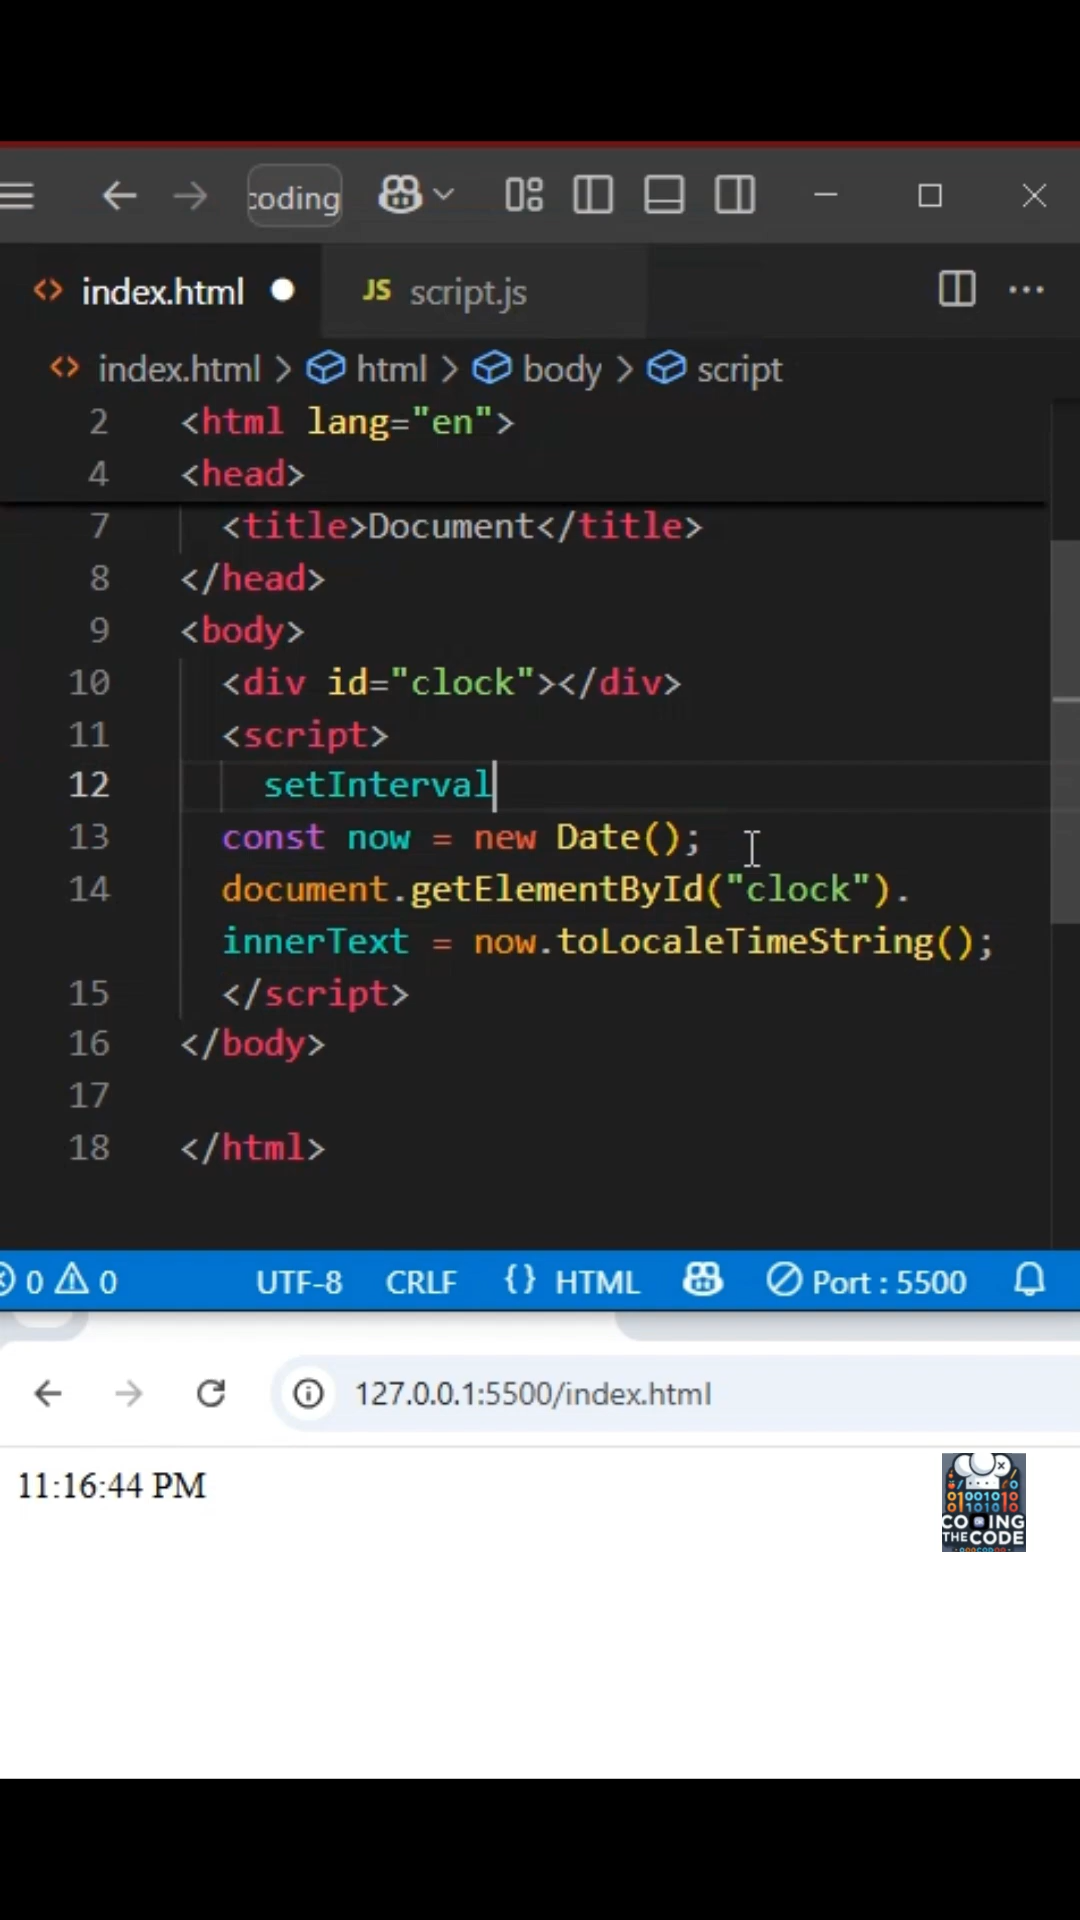 coding
index.html
JS script.js
index.html > html > body > script
2 <html lang="en">
4 <head>
7 <title>Document</title>
8 </head>
9 <body>
10 <div id="clock"></div>
11 <script>
12 setInterval
13 const now = new Date();
14 document.getElementById("clock").
innerText = now.toLocaleTimeString();
15 </script>
16 </body>
17
18 </html>
0 0 UTF-8 CRLF {} HTML Port : 5500
127.0.0.1:5500/index.html
11:16:44 PM
01001010
101010
CODING
THE CODE